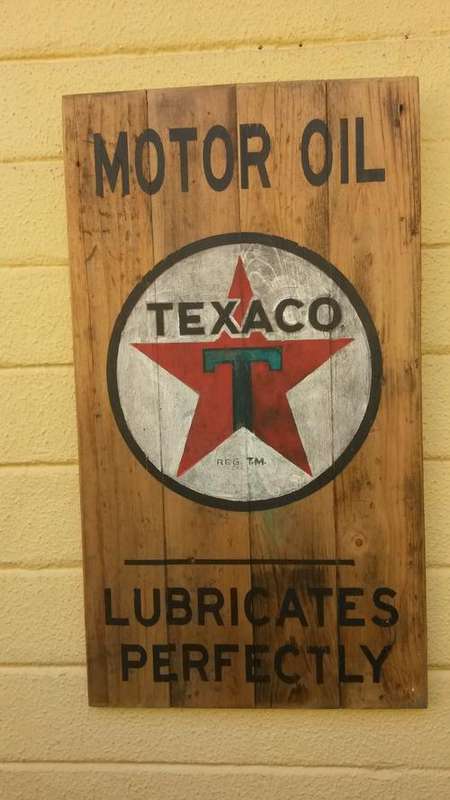 MOTOR OIL
TEXACO
T
REG. T.M.
LUBRICATES
PERFECTLY